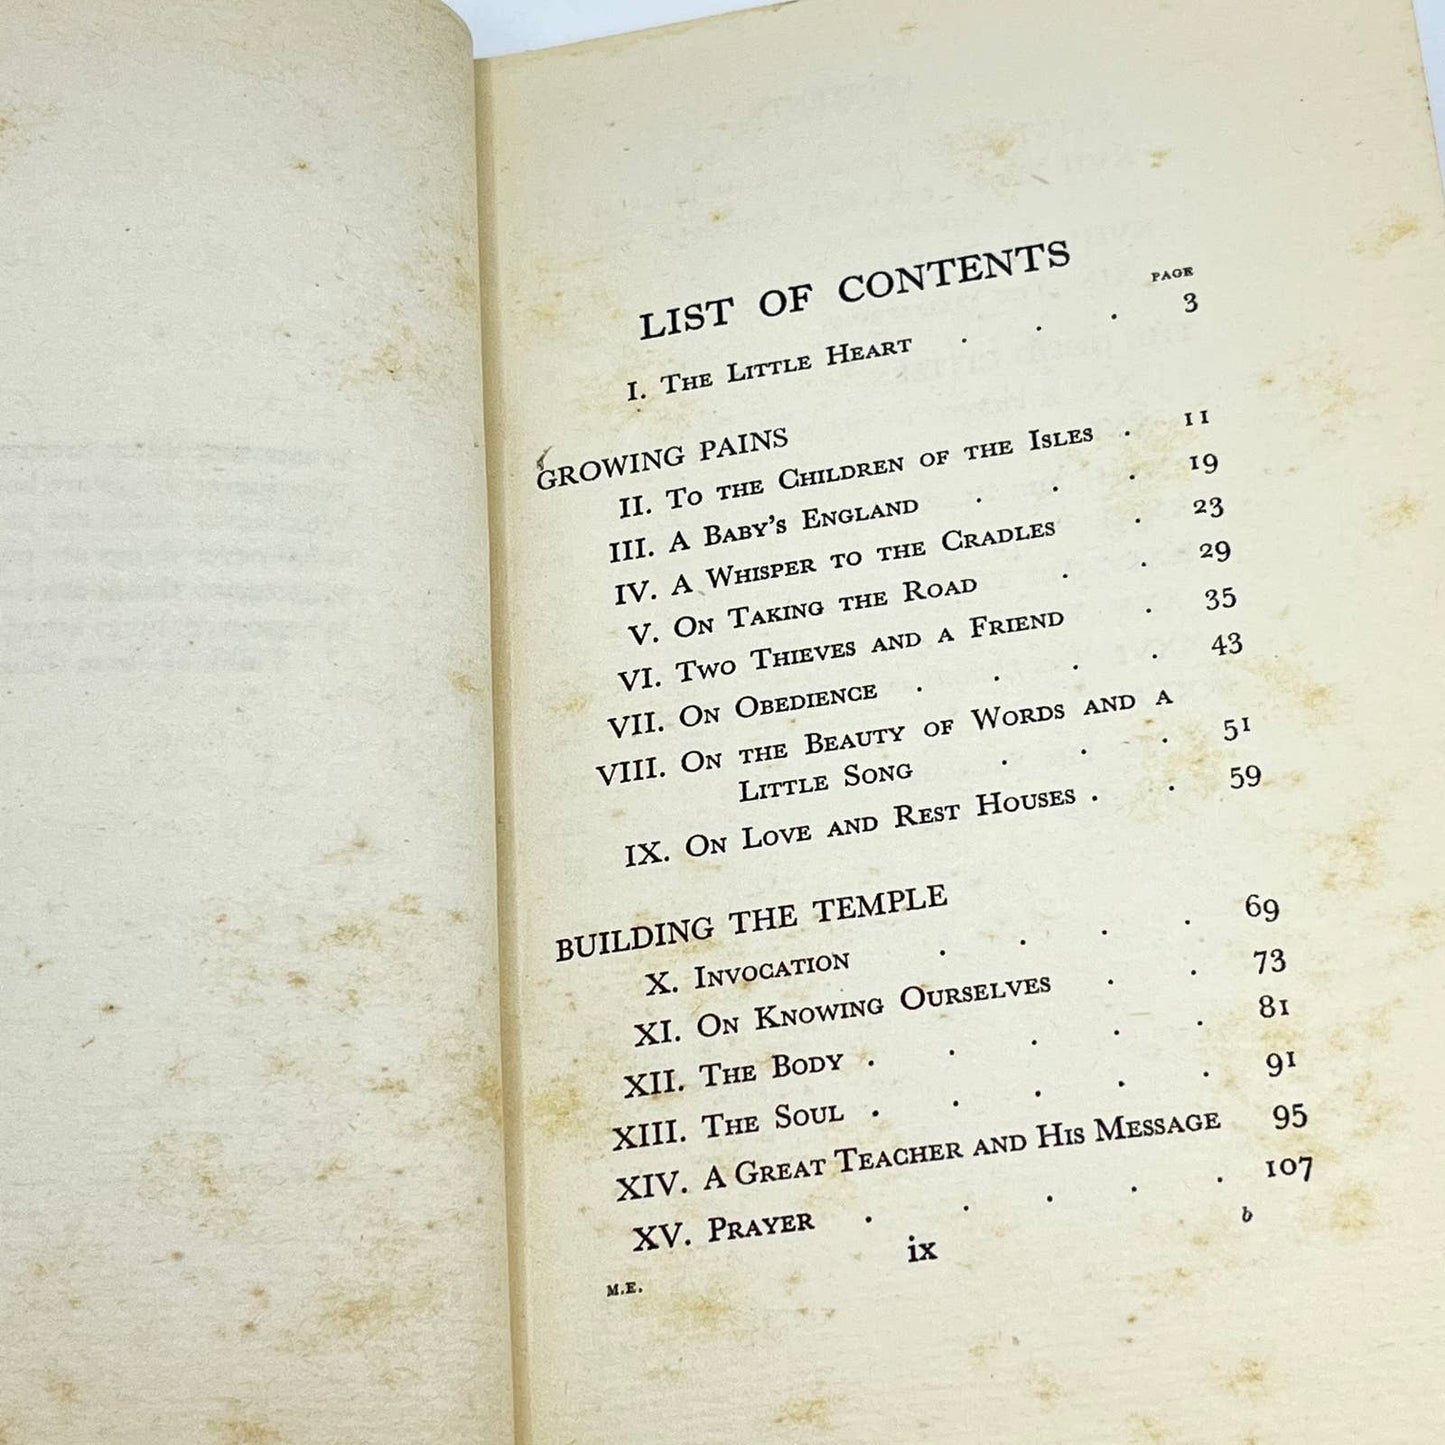 LIST OF CONTENTS
PAGE
I. The Little Heart . . . 3
GROWING PAINS
II. To the Children of the Isles . 11
III. A Baby's England . . . 19
IV. A Whisper to the Cradles . 23
V. On Taking the Road . . 29
VI. Two Thieves and a Friend . 35
VII. On Obedience . . . . 43
VIII. On the Beauty of Words and a
Little Song . . . 51
IX. On Love and Rest Houses . . 59
BUILDING THE TEMPLE
X. Invocation . . . . 69
XI. On Knowing Ourselves . . 73
XII. The Body . . . . . 81
XIII. The Soul . . . . . 91
XIV. A Great Teacher and His Message 95
XV. Prayer . . . . . 107
ix
b
M.E.